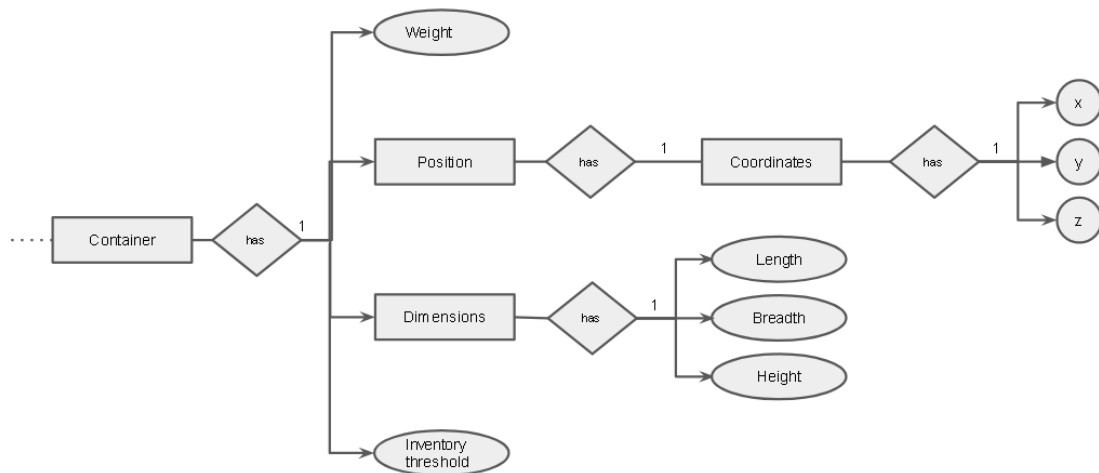 Weight
x
Position
has
1
Coordinates
has
1
y
Container
has
1
z
Length
Dimensions
has
1
Breadth
Height
Inventory
threshold